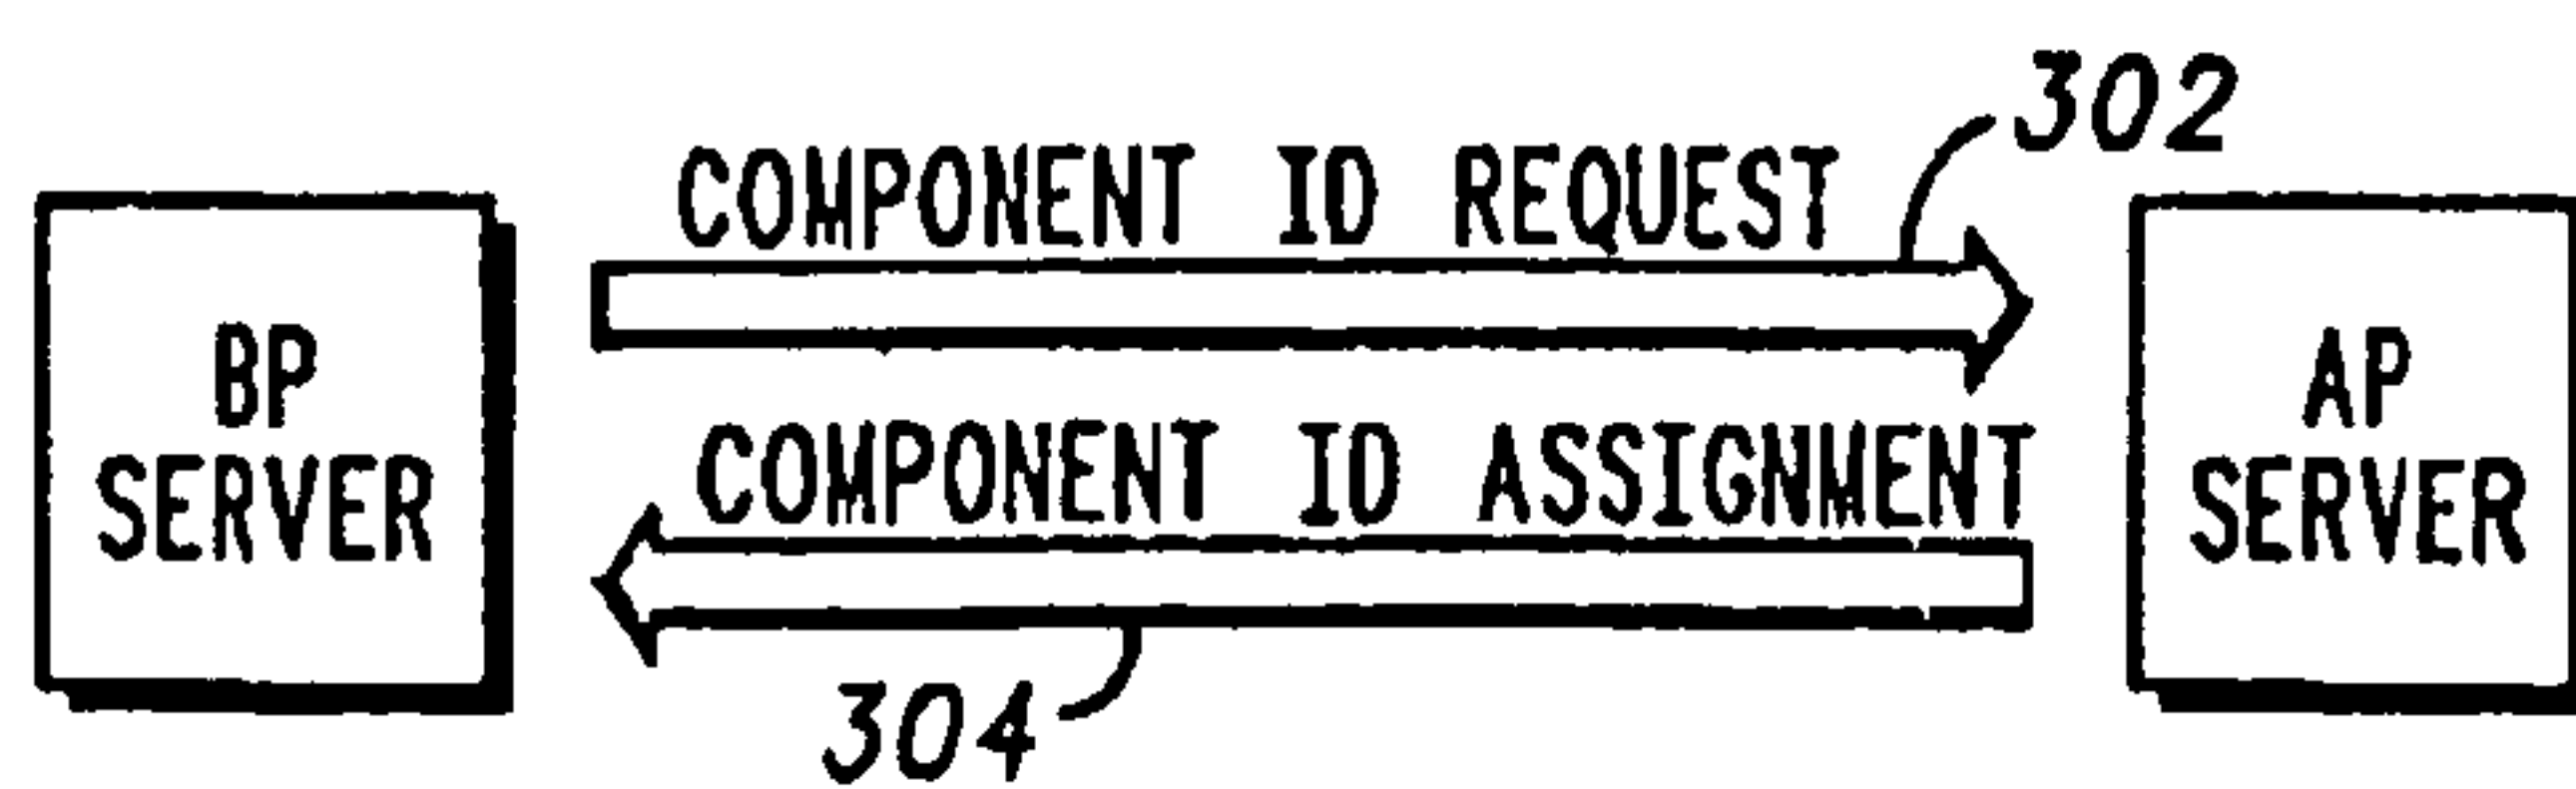 302
COMPONENT ID REQUEST
BP
SERVER
AP
SERVER
COMPONENT ID ASSIGNMENT
304